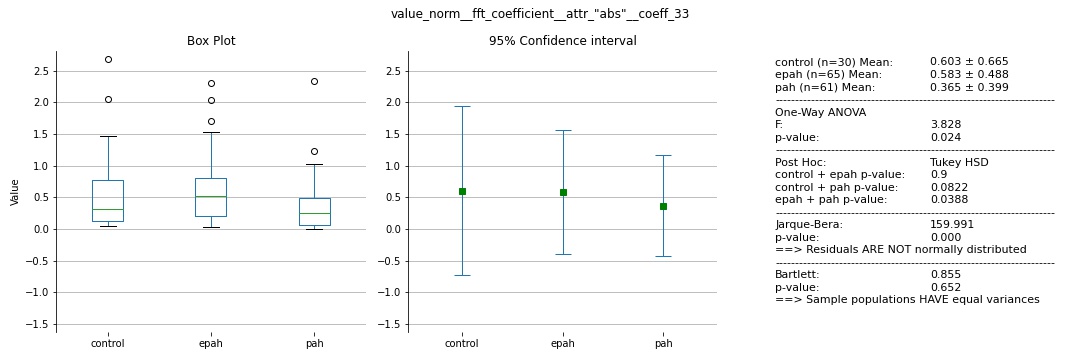 value_norm__fft_coefficient__attr_"abs"__coeff_33
Box Plot
2.5
2.0
1.5
1.0
0.5
0.0
−0.5
−1.0
−1.5
Value
control epah pah
95% Confidence interval
2.5
2.0
1.5
1.0
0.5
0.0
−0.5
−1.0
−1.5
control epah pah
control (n=30) Mean: 0.603 ± 0.665
epah (n=65) Mean: 0.583 ± 0.488
pah (n=61) Mean: 0.365 ± 0.399
One-Way ANOVA
F: 3.828
p-value: 0.024
Post Hoc: Tukey HSD
control + epah p-value: 0.9
control + pah p-value: 0.0822
epah + pah p-value: 0.0388
Jarque-Bera: 159.991
p-value: 0.000
==> Residuals ARE NOT normally distributed
Bartlett: 0.855
p-value: 0.652
==> Sample populations HAVE equal variances